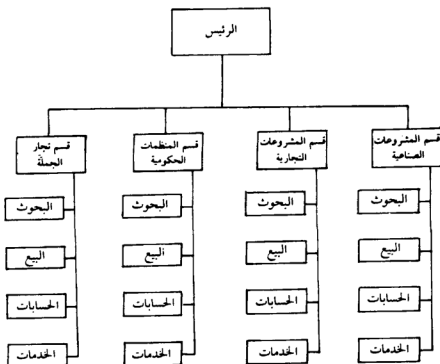 الرئيس
قسم المشروعات
الصناعية
قسم المشروعات
التجارية
قسم المنظمات
الحكومية
قسم تجار
الجملة
البحوث
البحوث
البحوث
البحوث
البيع
البيع
البيع
البيع
الحسابات
الحسابات
الحسابات
الحسابات
الخدمات
الخدمات
الخدمات
الخدمات